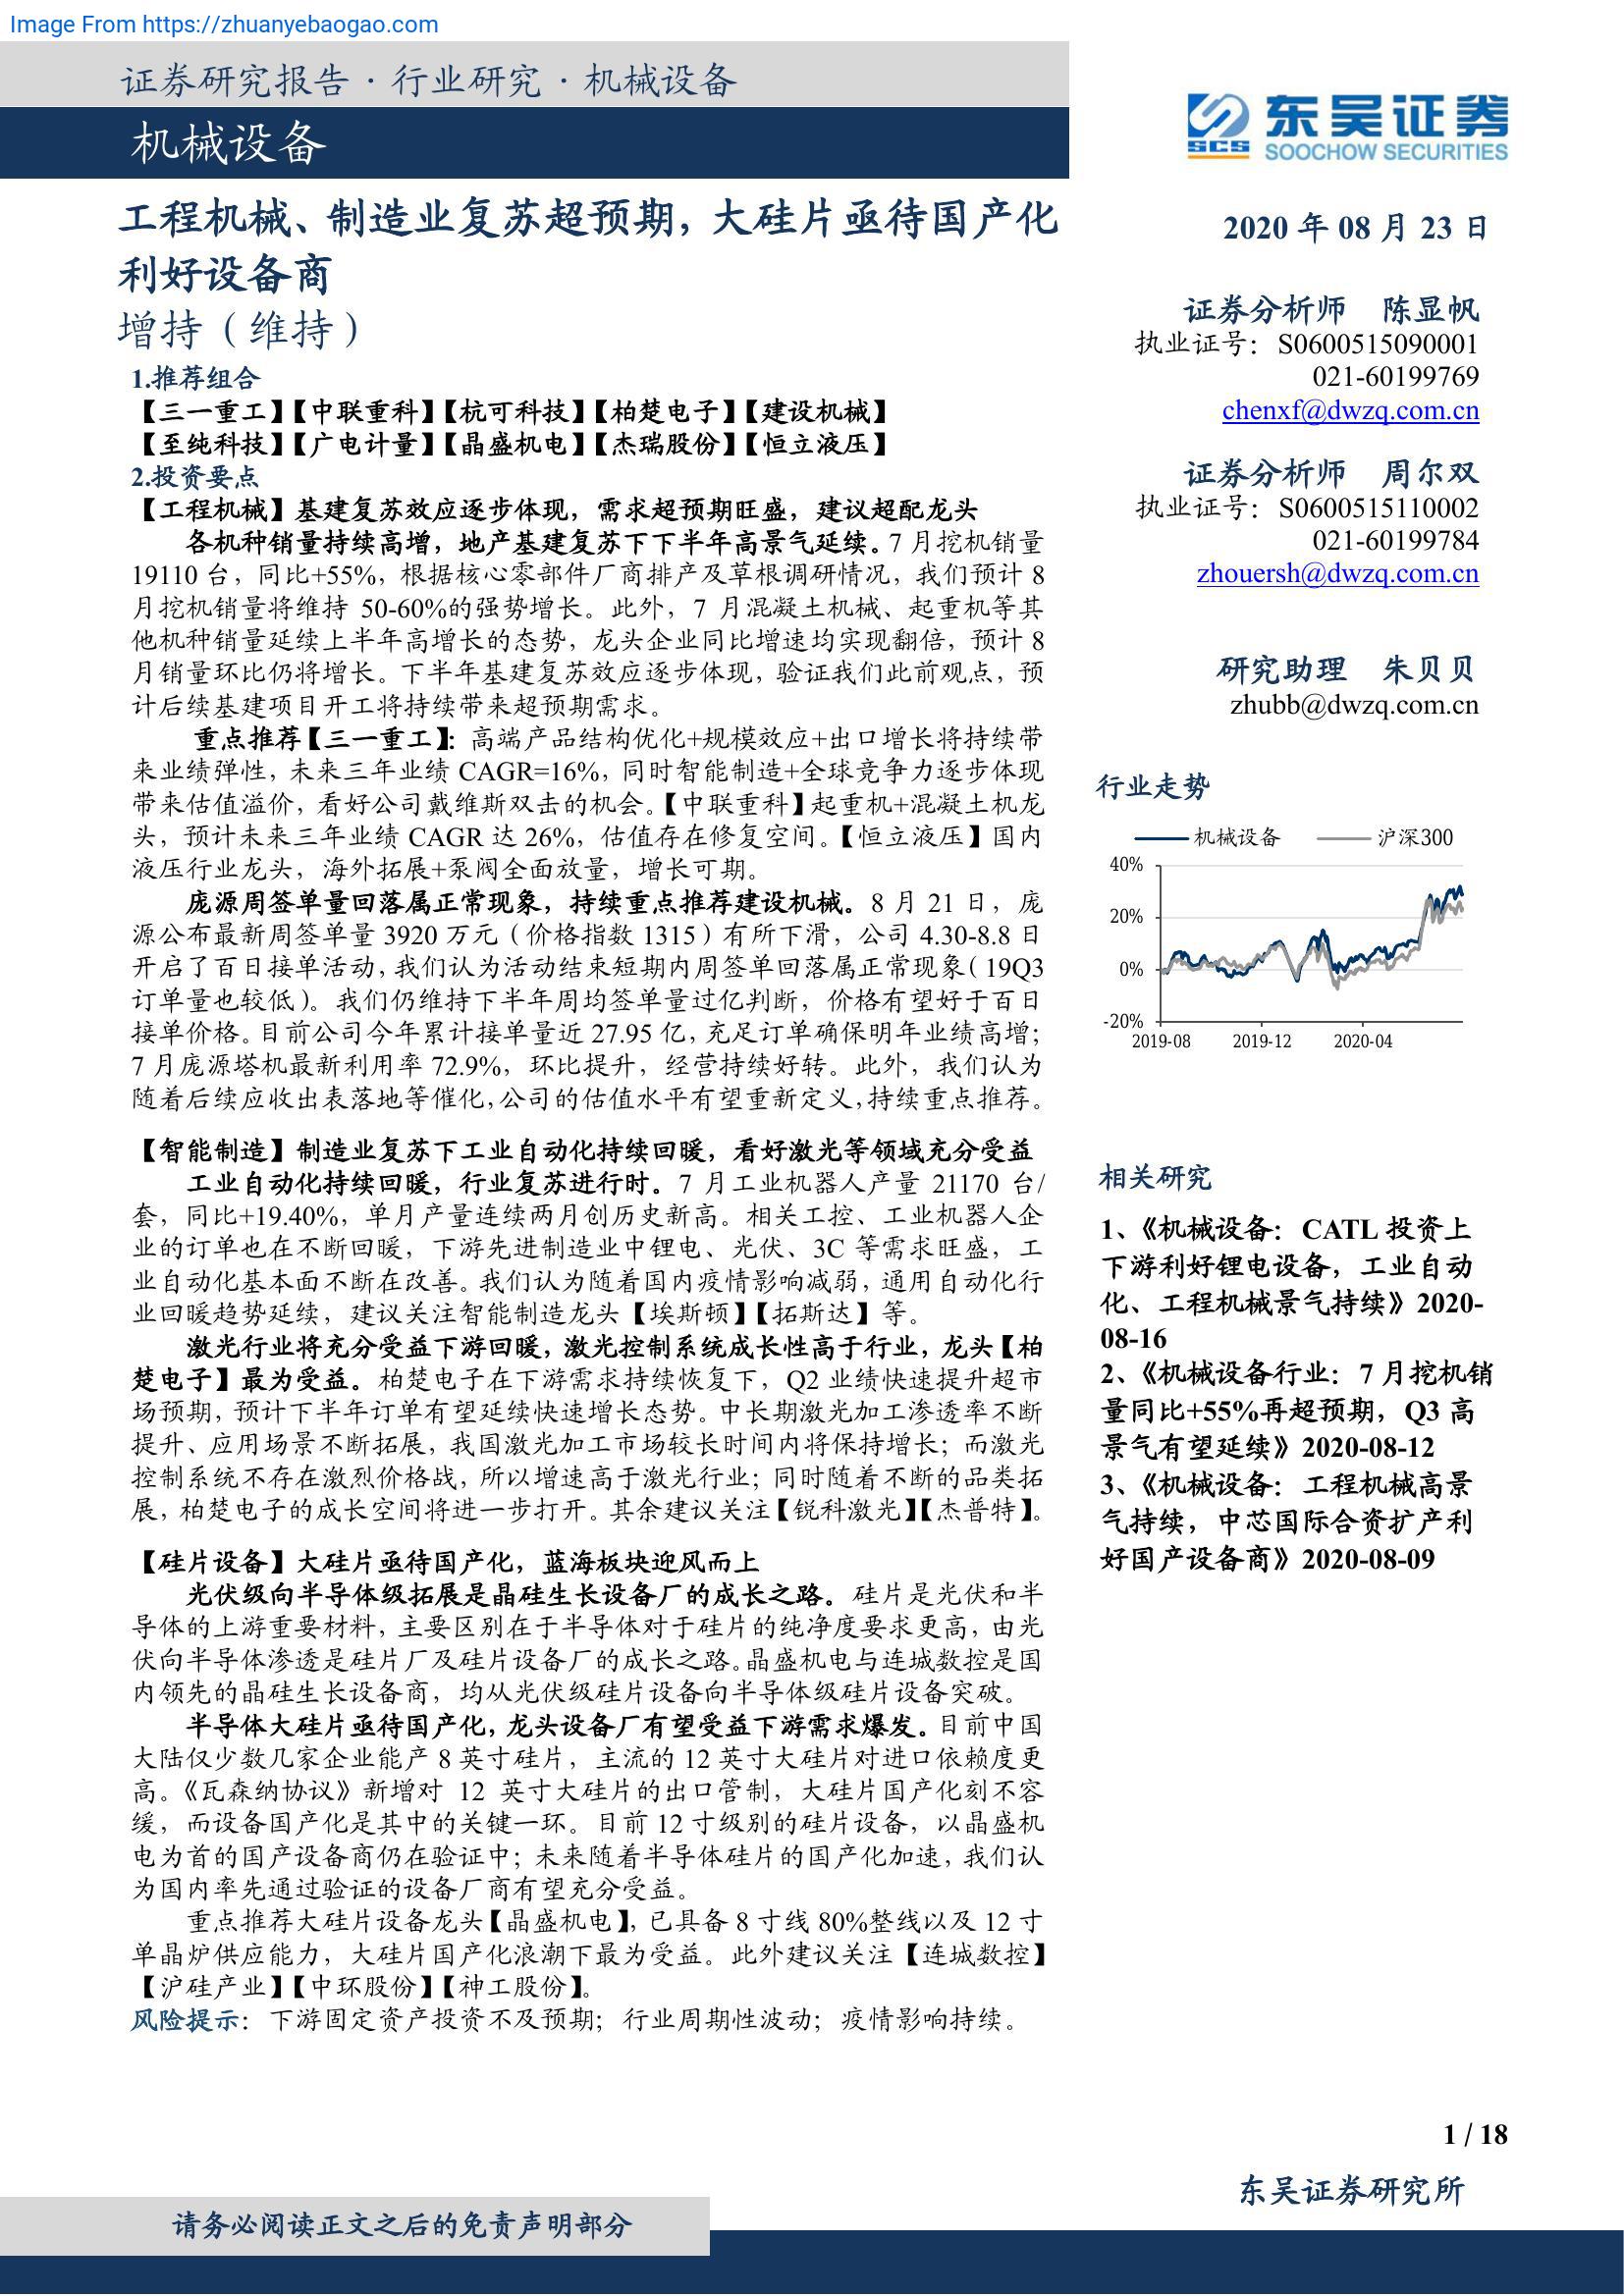 Image From https://zhuanyebaogao.com
证券研究报告·行业研究·机械设备
机械设备
东吴证券
SCS SOOCHOW SECURITIES
工程机械、制造业复苏超预期，大硅片亟待国产化
利好设备商
增持（维持）
1.推荐组合
【三一重工】【中联重科】【杭可科技】【柏楚电子】【建设机械】
【至纯科技】【广电计量】【晶盛机电】【杰瑞股份】【恒立液压】
2.投资要点
【工程机械】基建复苏效应逐步体现，需求超预期旺盛，建议超配龙头
各机种销量持续高增，地产基建复苏下下半年高景气延续。7 月挖机销量
19110 台，同比+55%，根据核心零部件厂商排产及草根调研情况，我们预计 8
月挖机销量将维持 50-60%的强势增长。此外，7 月混凝土机械、起重机等其
他机种销量延续上半年高增长的态势，龙头企业同比增速均实现翻倍，预计 8
月销量环比仍将增长。下半年基建复苏效应逐步体现，验证我们此前观点，预
计后续基建项目开工将持续带来超预期需求。
重点推荐【三一重工】：高端产品结构优化+规模效应+出口增长将持续带
来业绩弹性，未来三年业绩 CAGR=16%，同时智能制造+全球竞争力逐步体现
带来估值溢价，看好公司戴维斯双击的机会。【中联重科】起重机+混凝土机龙
头，预计未来三年业绩 CAGR 达 26%，估值存在修复空间。【恒立液压】国内
液压行业龙头，海外拓展+泵阀全面放量，增长可期。
庞源周签单量回落属正常现象，持续重点推荐建设机械。8 月 21 日，庞
源公布最新周签单量 3920 万元（价格指数 1315）有所下滑，公司 4.30-8.8 日
开启了百日接单活动，我们认为活动结束短期内周签单回落属正常现象（19Q3
订单量也较低）。我们仍维持下半年周均签单量过亿判断，价格有望好于百日
接单价格。目前公司今年累计接单量近 27.95 亿，充足订单确保明年业绩高增；
7 月庞源塔机最新利用率 72.9%，环比提升，经营持续好转。此外，我们认为
随着后续应收出表落地等催化，公司的估值水平有望重新定义，持续重点推荐。
【智能制造】制造业复苏下工业自动化持续回暖，看好激光等领域充分受益
工业自动化持续回暖，行业复苏进行时。7 月工业机器人产量 21170 台/
套，同比+19.40%，单月产量连续两月创历史新高。相关工控、工业机器人企
业的订单也在不断回暖，下游先进制造业中锂电、光伏、3C 等需求旺盛，工
业自动化基本面不断在改善。我们认为随着国内疫情影响减弱，通用自动化行
业回暖趋势延续，建议关注智能制造龙头【埃斯顿】【拓斯达】等。
激光行业将充分受益下游回暖，激光控制系统成长性高于行业，龙头【柏
楚电子】最为受益。柏楚电子在下游需求持续恢复下，Q2 业绩快速提升超市
场预期，预计下半年订单有望延续快速增长态势。中长期激光加工渗透率不断
提升、应用场景不断拓展，我国激光加工市场较长时间内将保持增长；而激光
控制系统不存在激烈价格战，所以增速高于激光行业；同时随着不断的品类拓
展，柏楚电子的成长空间将进一步打开。其余建议关注【锐科激光】【杰普特】。
【硅片设备】大硅片亟待国产化，蓝海板块迎风而上
光伏级向半导体级拓展是晶硅生长设备厂的成长之路。硅片是光伏和半
导体的上游重要材料，主要区别在于半导体对于硅片的纯净度要求更高，由光
伏向半导体渗透是硅片厂及硅片设备厂的成长之路。晶盛机电与连城数控是国
内领先的晶硅生长设备商，均从光伏级硅片设备向半导体级硅片设备突破。
半导体大硅片亟待国产化，龙头设备厂有望受益下游需求爆发。目前中国
大陆仅少数几家企业能产 8 英寸硅片，主流的 12 英寸大硅片对进口依赖度更
高。《瓦森纳协议》新增对 12 英寸大硅片的出口管制，大硅片国产化刻不容
缓，而设备国产化是其中的关键一环。目前 12 寸级别的硅片设备，以晶盛机
电为首的国产设备商仍在验证中；未来随着半导体硅片的国产化加速，我们认
为国内率先通过验证的设备厂商有望充分受益。
重点推荐大硅片设备龙头【晶盛机电】，已具备 8 寸线 80%整线以及 12 寸
单晶炉供应能力，大硅片国产化浪潮下最为受益。此外建议关注【连城数控】
【沪硅产业】【中环股份】【神工股份】。
风险提示：下游固定资产投资不及预期；行业周期性波动；疫情影响持续。
2020 年 08 月 23 日
证券分析师 陈显帆
执业证号：S0600515090001
021-60199769
chenxf@dwzq.com.cn
证券分析师 周尔双
执业证号：S0600515110002
021-60199784
zhouersh@dwzq.com.cn
研究助理 朱贝贝
zhubb@dwzq.com.cn
行业走势
机械设备 沪深300
40%
20%
0%
-20%
2019-08 2019-12 2020-04
相关研究
1、《机械设备：CATL 投资上
下游利好锂电设备，工业自动
化、工程机械景气持续》2020-
08-16
2、《机械设备行业：7 月挖机销
量同比+55%再超预期，Q3 高
景气有望延续》2020-08-12
3、《机械设备：工程机械高景
气持续，中芯国际合资扩产利
好国产设备商》2020-08-09
1 / 18
东吴证券研究所
请务必阅读正文之后的免责声明部分